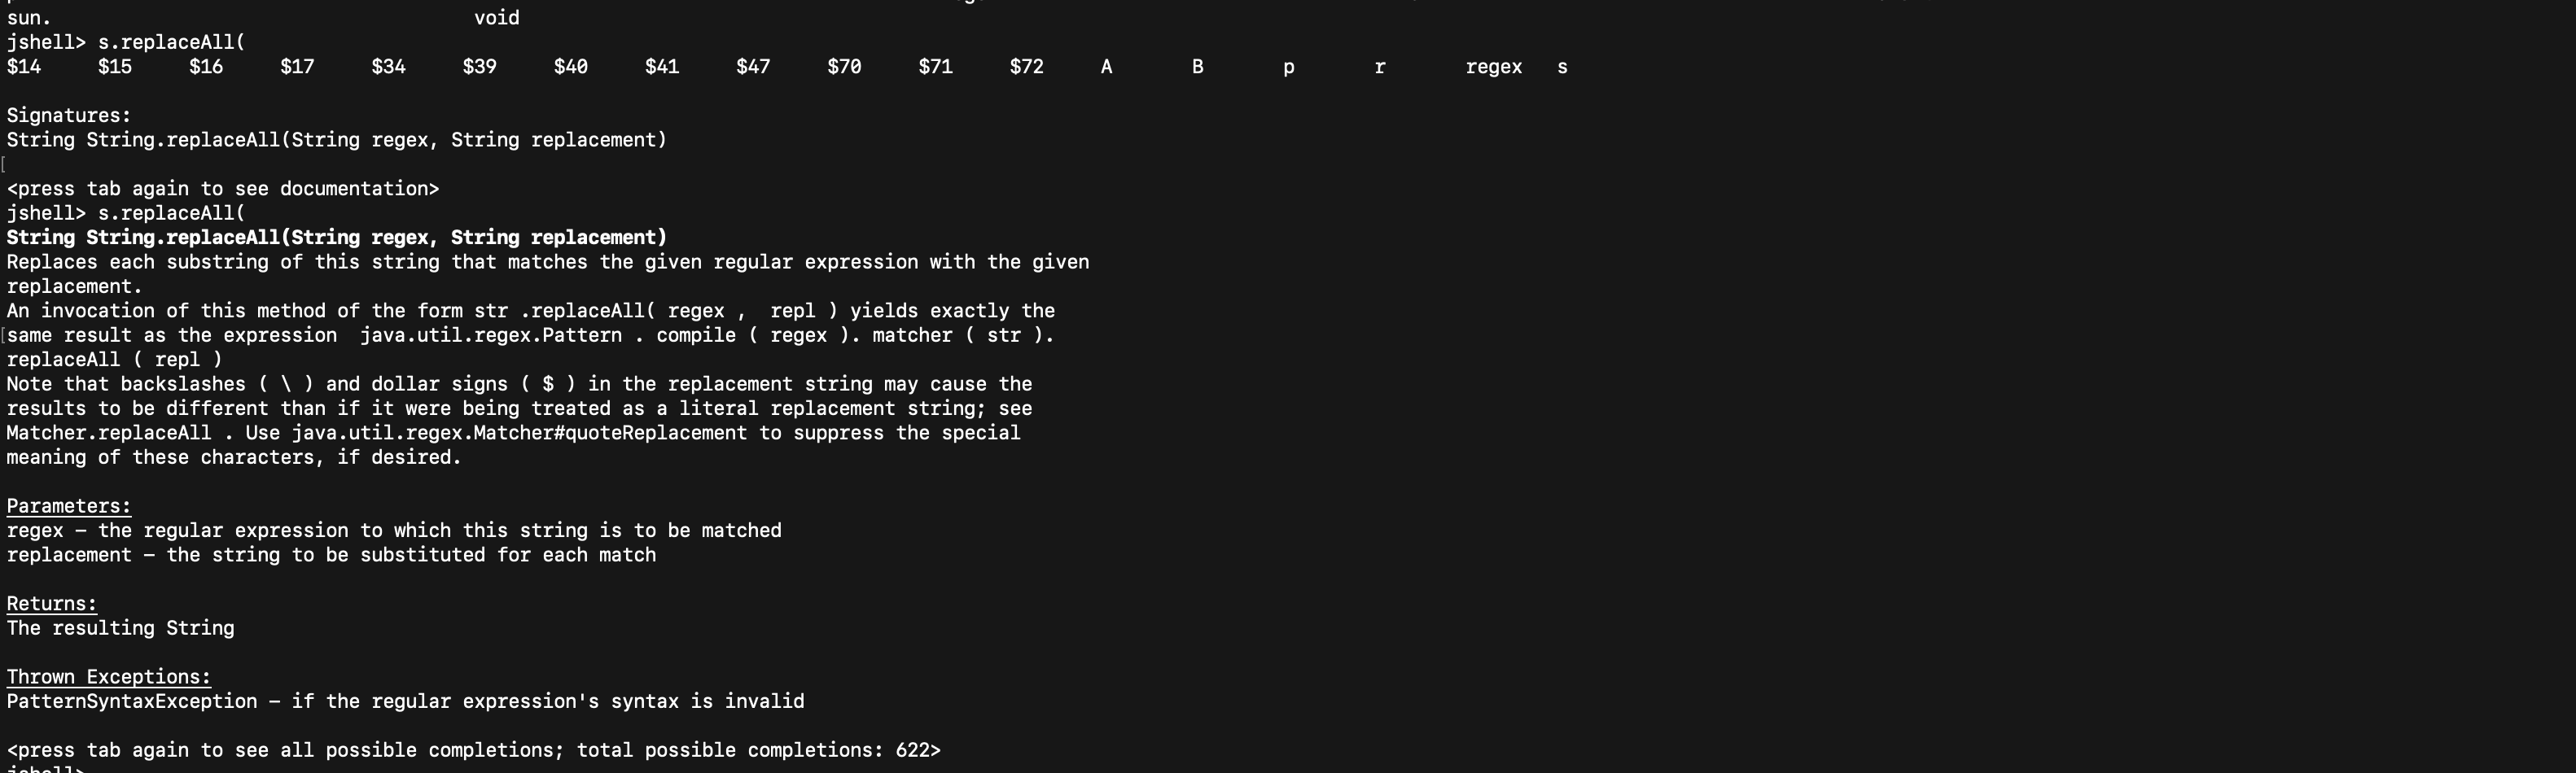 sun. void
jshell> s.replaceAll(
$14 $15 $16 $17 $34 $39 $40 $41 $47 $70 $71 $72 A B p r regex s
Signatures:
String String.replaceAll(String regex, String replacement)
[
<press tab again to see documentation>
jshell> s.replaceAll(
String String.replaceAll(String regex, String replacement)
Replaces each substring of this string that matches the given regular expression with the given
replacement.
An invocation of this method of the form str .replaceAll( regex ,  repl ) yields exactly the
[same result as the expression  java.util.regex.Pattern . compile ( regex ). matcher ( str ).
replaceAll ( repl )
Note that backslashes ( \ ) and dollar signs ( $ ) in the replacement string may cause the
results to be different than if it were being treated as a literal replacement string; see
Matcher.replaceAll . Use java.util.regex.Matcher#quoteReplacement to suppress the special
meaning of these characters, if desired.
Parameters:
regex – the regular expression to which this string is to be matched
replacement – the string to be substituted for each match
Returns:
The resulting String
Thrown Exceptions:
PatternSyntaxException – if the regular expression's syntax is invalid
<press tab again to see all possible completions; total possible completions: 622>
jshell>